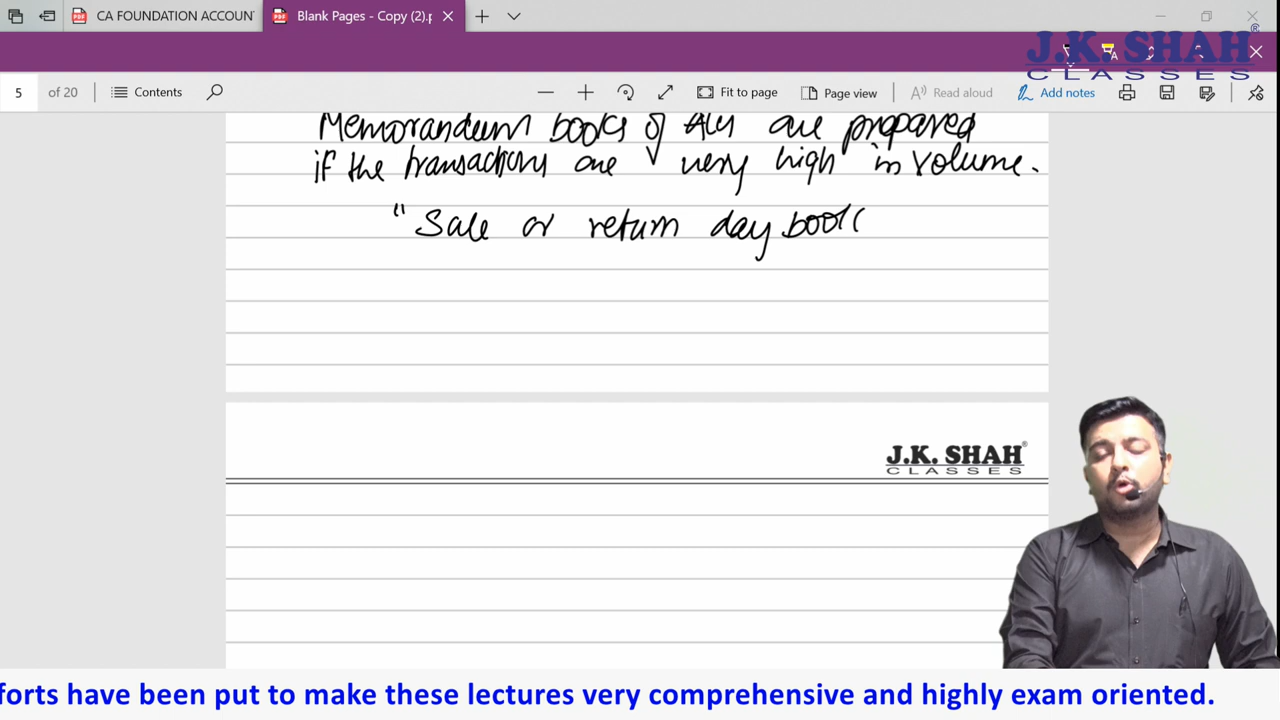 CA FOUNDATION ACCOUN
Blank Pages - Copy (2).p
J.K. SHAH®
CLASSES
5 of 20
Contents
Fit to page
Page view
Read aloud
Add notes
Memorandum books of A/cs are prepared
if the transactions are very high in volume.
"Sale or return day book
J.K. SHAH®
CLASSES
forts have been put to make these lectures very comprehensive and highly exam oriented.